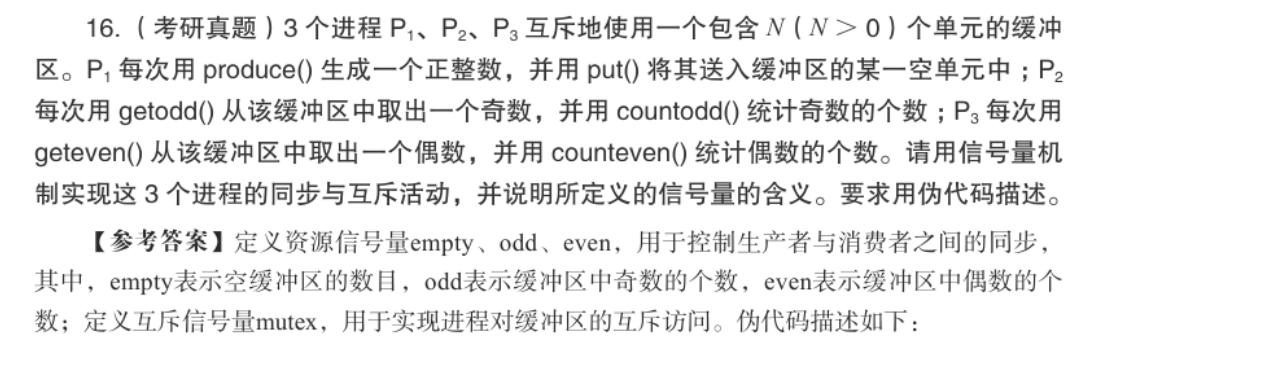 16.（考研真题）3 个进程 P₁、P₂、P₃ 互斥地使用一个包含 N（N > 0）个单元的缓冲
区。P₁ 每次用 produce() 生成一个正整数，并用 put() 将其送入缓冲区的某一空单元中；P₂
每次用 getodd() 从该缓冲区中取出一个奇数，并用 countodd() 统计奇数的个数；P₃ 每次用
geteven() 从该缓冲区中取出一个偶数，并用 counteven() 统计偶数的个数。请用信号量机
制实现这 3 个进程的同步与互斥活动，并说明所定义的信号量的含义。要求用伪代码描述。
【参考答案】定义资源信号量empty、odd、even，用于控制生产者与消费者之间的同步，
其中，empty表示空缓冲区的数目，odd表示缓冲区中奇数的个数，even表示缓冲区中偶数的个
数；定义互斥信号量mutex，用于实现进程对缓冲区的互斥访问。伪代码描述如下：